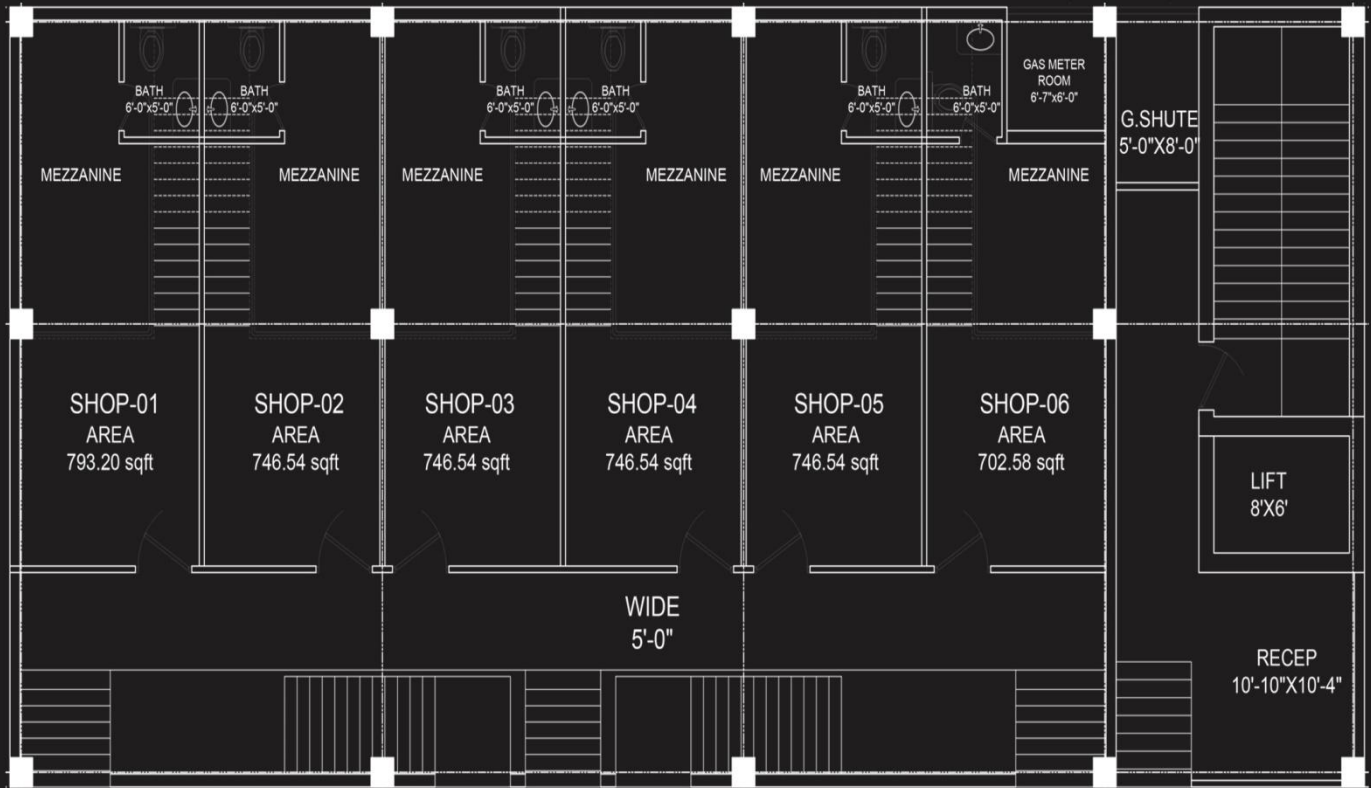 BATH
6'-0"x5'-0"
BATH
6'-0"x5'-0"
BATH
6'-0"x5'-0"
BATH
6'-0"x5'-0"
BATH
6'-0"x5'-0"
BATH
6'-0"x5'-0"
GAS METER
ROOM
6'-7"x6'-0"
G.SHUTE
5'-0"X8'-0"
MEZZANINE
MEZZANINE
MEZZANINE
MEZZANINE
MEZZANINE
MEZZANINE
SHOP-01
AREA
793.20 sqft
SHOP-02
AREA
746.54 sqft
SHOP-03
AREA
746.54 sqft
SHOP-04
AREA
746.54 sqft
SHOP-05
AREA
746.54 sqft
SHOP-06
AREA
702.58 sqft
LIFT
8'X6'
WIDE
5'-0"
RECEP
10'-10"X10'-4"